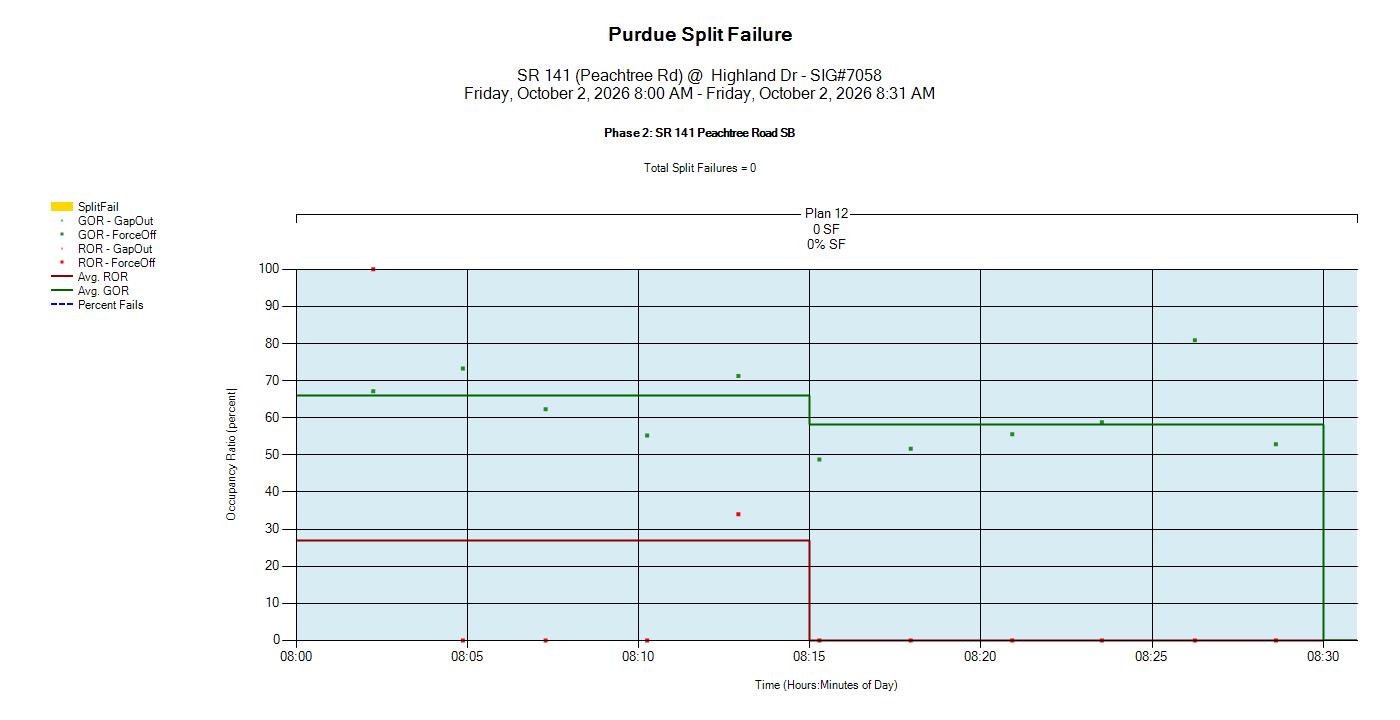 Purdue Split Failure
SR 141 (Peachtree Rd) @ Highland Dr - SIG#7058
Friday, October 2, 2026 8:00 AM - Friday, October 2, 2026 8:31 AM
Phase 2: SR 141 Peachtree Road SB
Total Split Failures = 0
SplitFail
GOR - GapOut
GOR - ForceOff
ROR - GapOut
ROR - ForceOff
Avg. ROR
Avg. GOR
Percent Fails
Plan 12
0 SF
0% SF
100
90
80
70
60
50
40
30
20
10
0
Occupancy Ratio (percent)
08:00
08:05
08:10
08:15
08:20
08:25
08:30
Time (Hours:Minutes of Day)